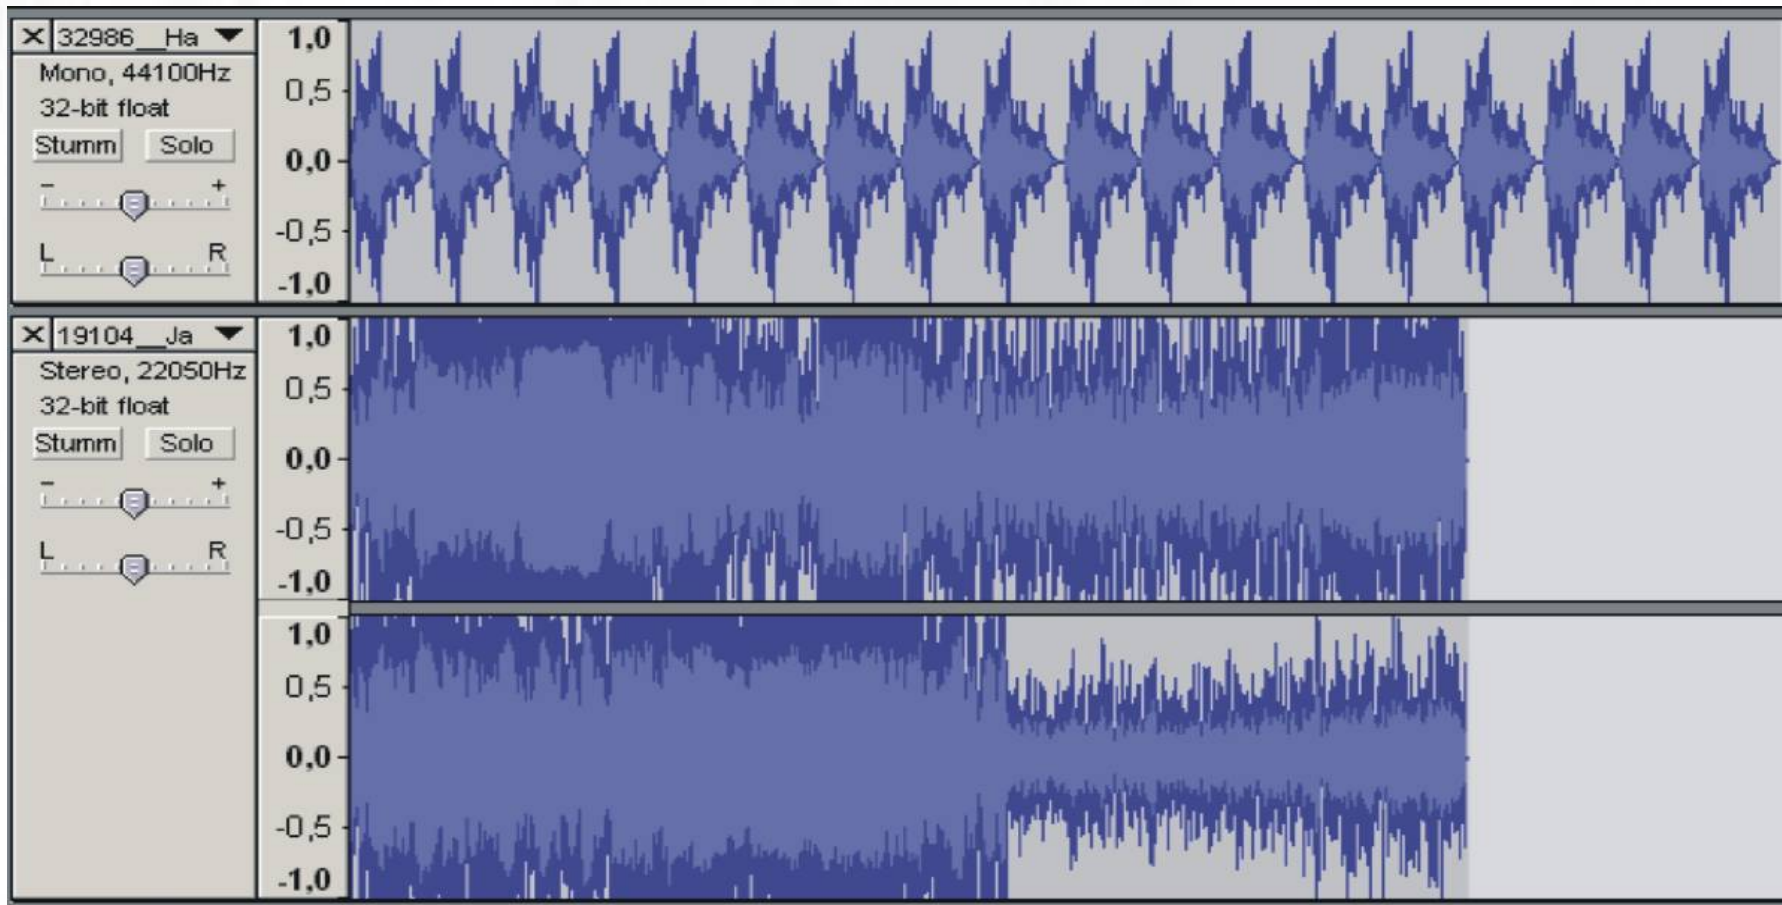 32986__Ha
Mono, 44100Hz
32-bit float
Stumm Solo
- +
L R
1,0
0,5
0,0
-0,5
-1,0
19104__Ja
Stereo, 22050Hz
32-bit float
Stumm Solo
- +
L R
1,0
0,5
0,0
-0,5
-1,0
1,0
0,5
0,0
-0,5
-1,0